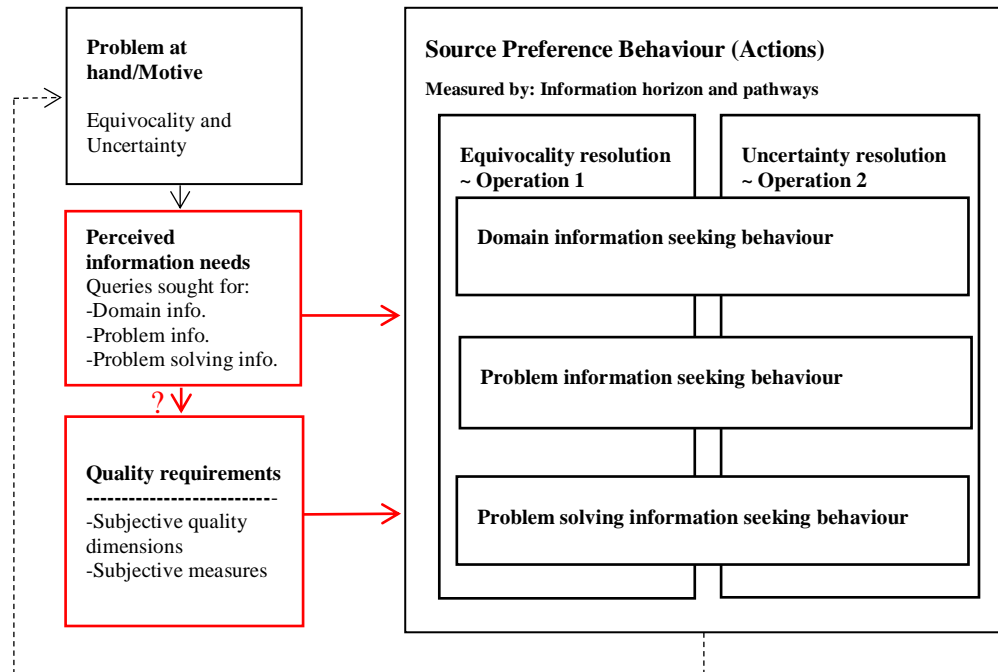 Problem at
hand/Motive
Equivocality and
Uncertainty
Perceived
information needs
Queries sought for:
-Domain info.
-Problem info.
-Problem solving info.
?
Quality requirements
-----------------------------
-Subjective quality
dimensions
-Subjective measures
Source Preference Behaviour (Actions)
Measured by: Information horizon and pathways
Equivocality resolution
~ Operation 1
Uncertainty resolution
~ Operation 2
Domain information seeking behaviour
Problem information seeking behaviour
Problem solving information seeking behaviour